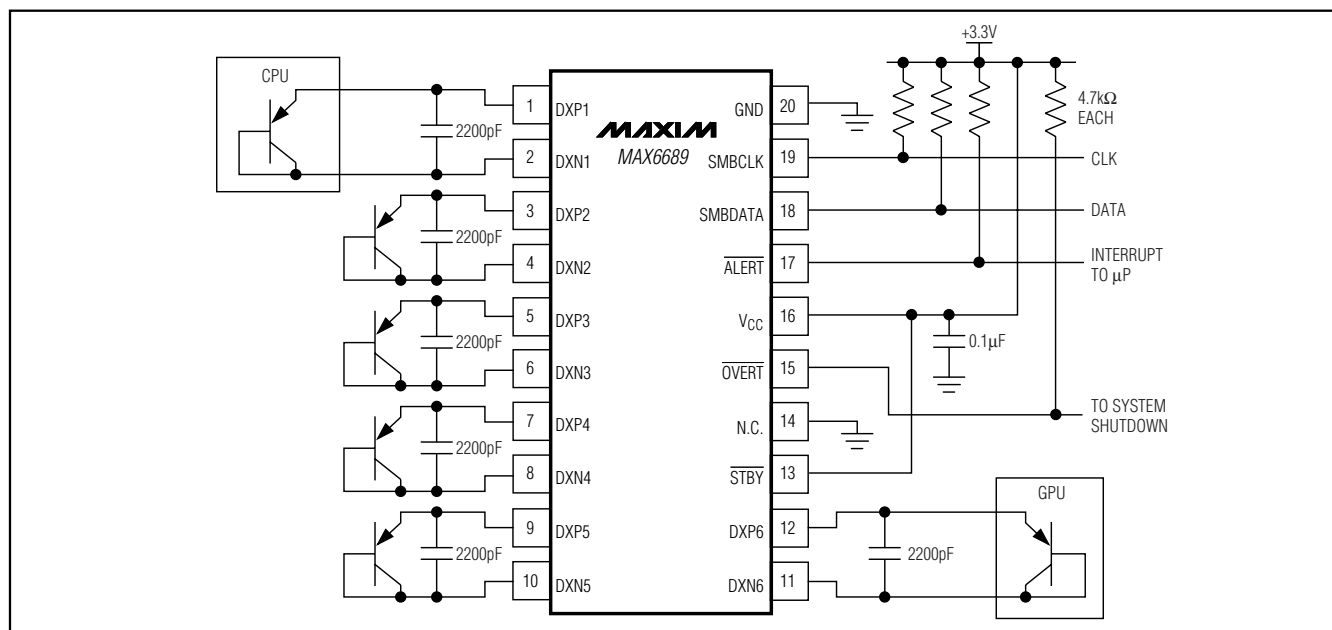 +3.3V
CPU
4.7kΩ
EACH
2200pF
1
DXP1
GND
20
MAXIM
MAX6689
2
DXN1
SMBCLK
19
CLK
3
DXP2
SMBDATA
18
DATA
2200pF
4
DXN2
ALERT
17
INTERRUPT
TO µP
5
DXP3
VCC
16
2200pF
0.1µF
6
DXN3
OVERT
15
7
DXP4
N.C.
14
TO SYSTEM
SHUTDOWN
2200pF
8
DXN4
STBY
13
GPU
9
DXP5
DXP6
12
2200pF
2200pF
10
DXN5
DXN6
11